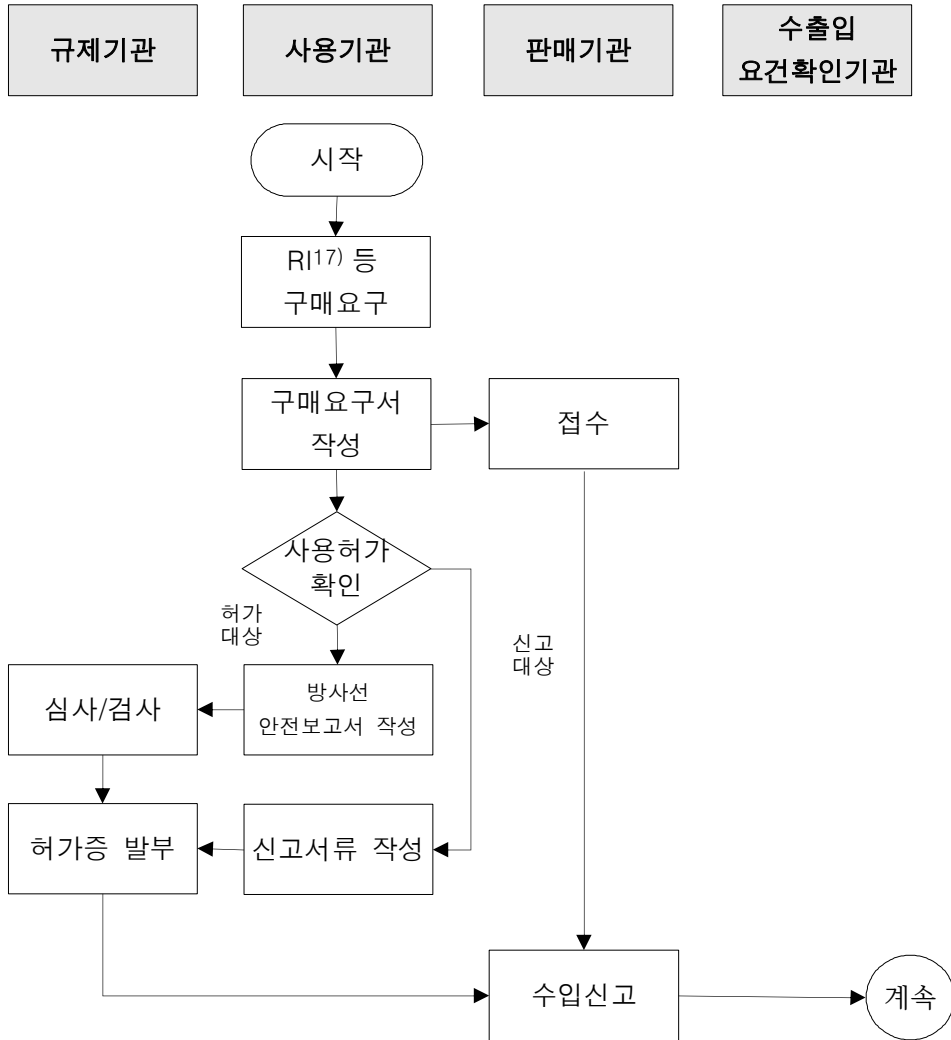 규제기관
사용기관
판매기관
수출입
요건확인기관
시작
RI17) 등
구매요구
구매요구서
작성
접수
사용허가
확인
허가
대상
신고
대상
방사선
안전보고서 작성
심사/검사
허가증 발부
신고서류 작성
수입신고
계속